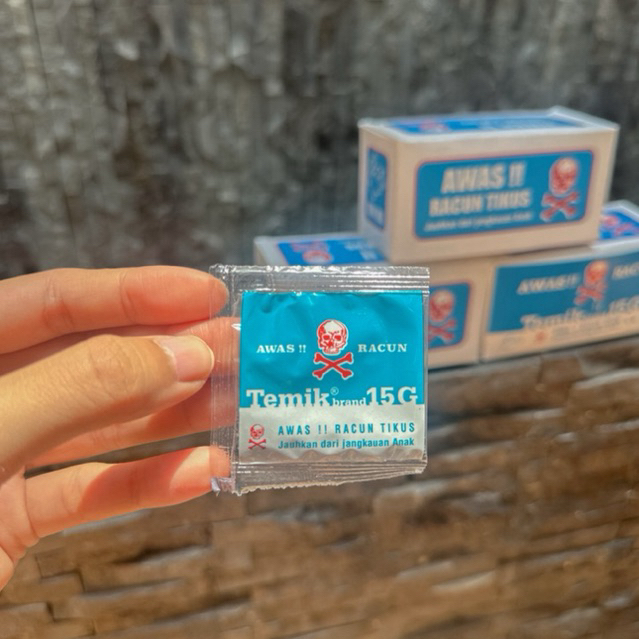 AWAS !!
RACUN TIKUS
Jauhkan dari jangkauan Anak
AWAS !!
Temik
AWAS !! RACUN
Temik® brand 15G
AWAS !! RACUN TIKUS
Jauhkan dari jangkauan Anak